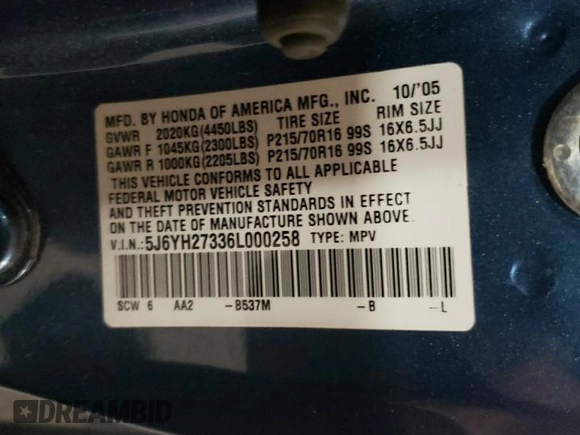 MFD. BY HONDA OF AMERICA MFG., INC. 10/'05
GVWR 2020KG(4450LBS) TIRE SIZE RIM SIZE
GAWR F 1045KG(2300LBS) P215/70R16 99S 16X6.5JJ
GAWR R 1000KG(2205LBS) P215/70R16 99S 16X6.5JJ
THIS VEHICLE CONFORMS TO ALL APPLICABLE
FEDERAL MOTOR VEHICLE SAFETY
AND THEFT PREVENTION STANDARDS IN EFFECT
ON THE DATE OF MANUFACTURE SHOWN ABOVE.
V.I.N.:5J6YH27336L000258 TYPE: MPV
SCW 6 AA2 -B537M -B --L
DREAMBID